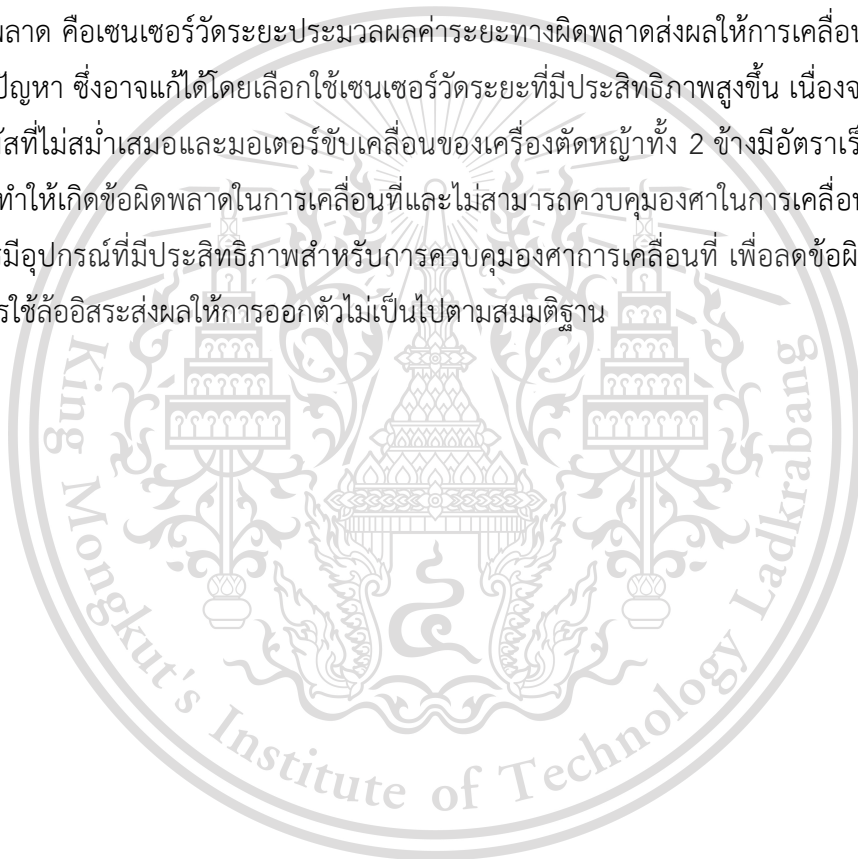 พลาด คือเซนเซอร์วัดระยะประมวลผลค่าระยะทางผิดพลาดส่งผลให้การเคลื่อน
ปัญหา ซึ่งอาจแก้ได้โดยเลือกใช้เซนเซอร์วัดระยะที่มีประสิทธิภาพสูงขึ้น เนื่องจ
ัสที่ไม่สม่ำเสมอและมอเตอร์ขับเคลื่อนของเครื่องตัดหญ้าทั้ง 2 ข้างมีอัตราเร็
ทำให้เกิดข้อผิดพลาดในการเคลื่อนที่และไม่สามารถควบคุมองศาในการเคลื่อน
รมีอุปกรณ์ที่มีประสิทธิภาพสำหรับการควบคุมองศาการเคลื่อนที่ เพื่อลดข้อผิ
รใช้ล้ออิสระส่งผลให้การออกตัวไม่เป็นไปตามสมมติฐาน
King Mongkut's Institute of Technology Ladkrabang